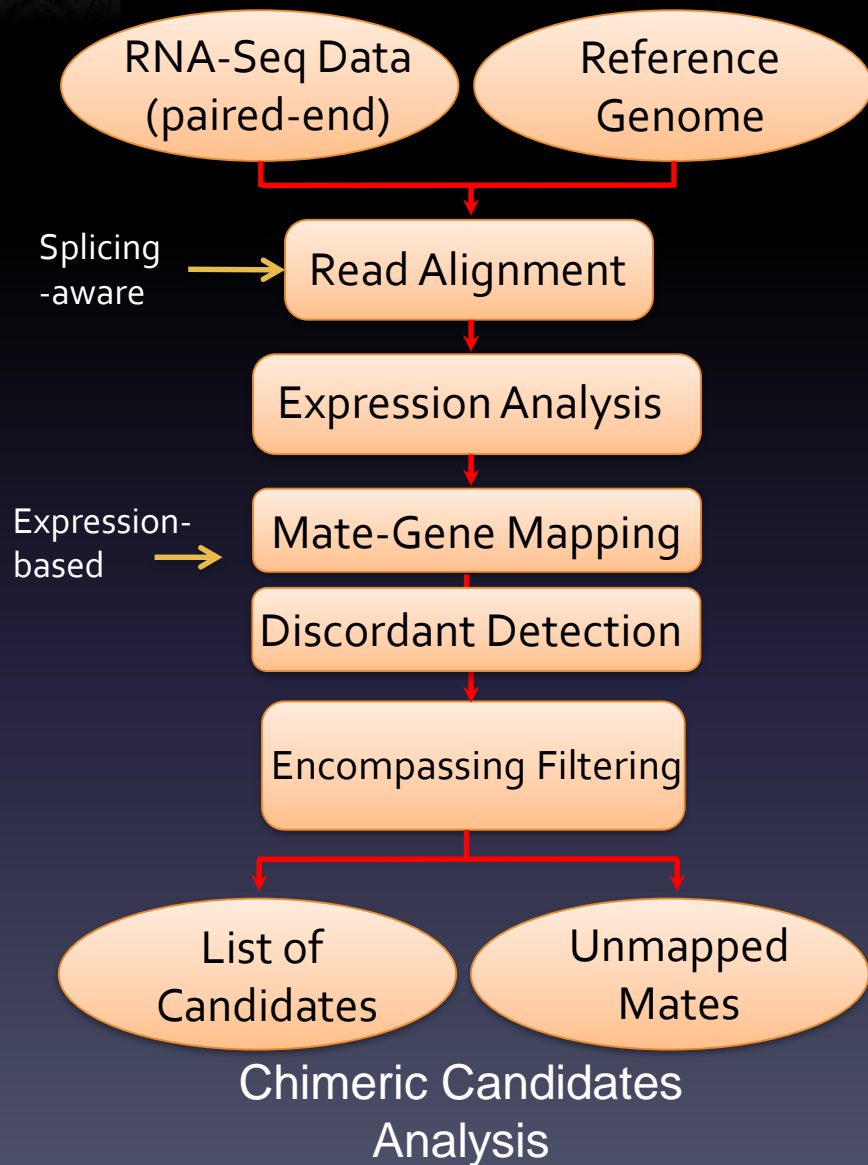 RNA-Seq Data
(paired-end)
Reference
Genome
Splicing
-aware
Read Alignment
Expression Analysis
Expression-
based
Mate-Gene Mapping
Discordant Detection
Encompassing Filtering
List of
Candidates
Unmapped
Mates
Chimeric Candidates
Analysis